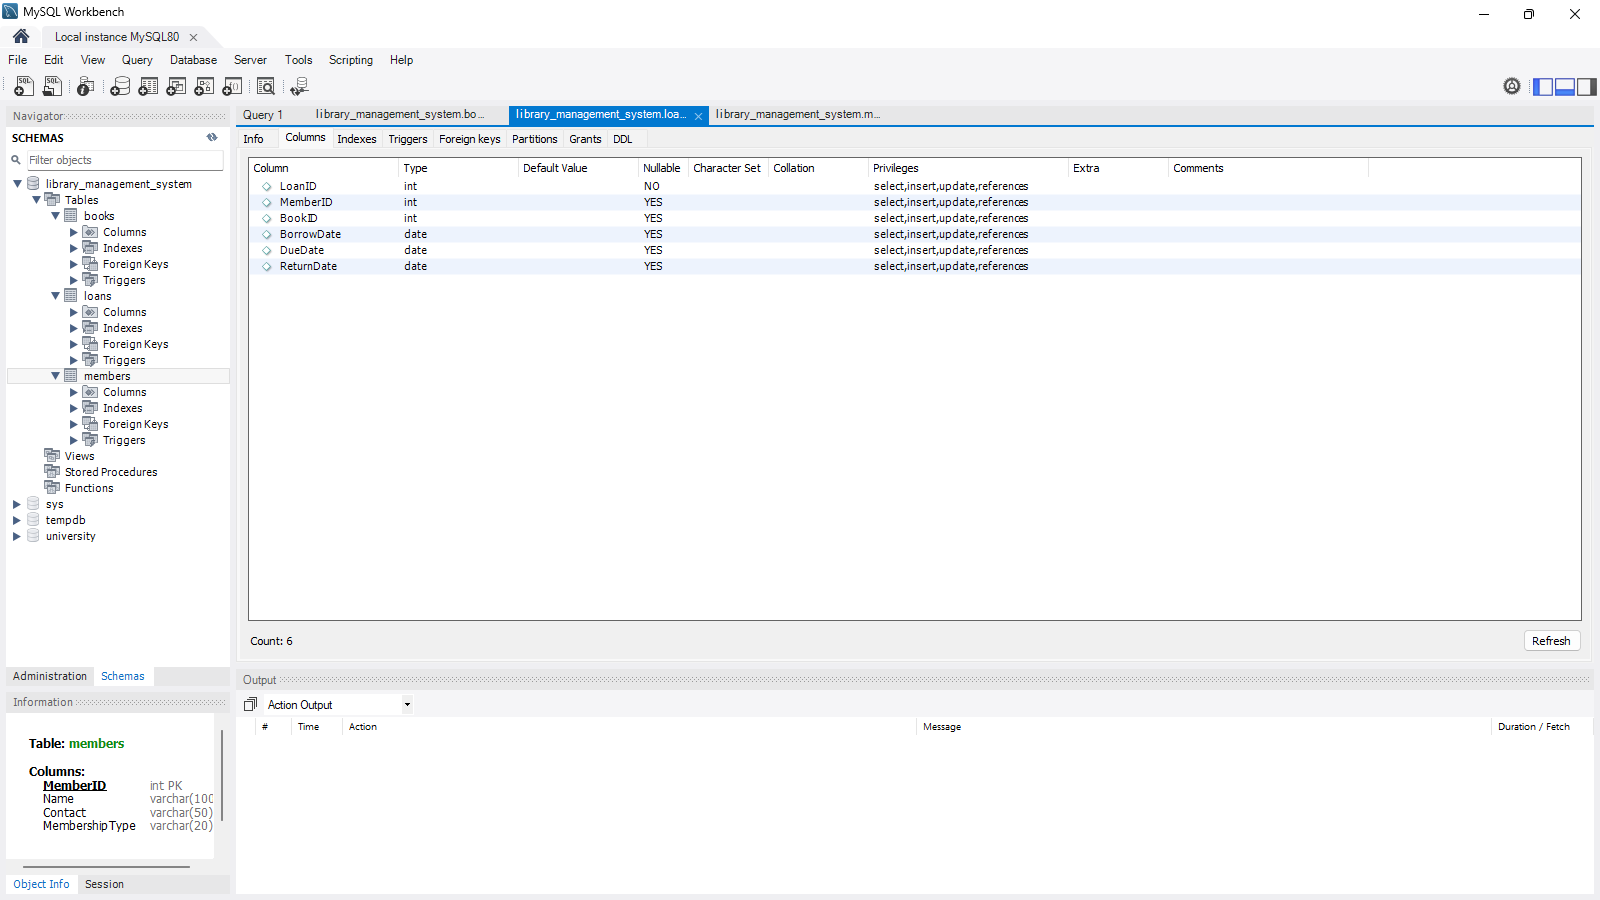 MySQL Workbench
Local instance MySQL80
File Edit View Query Database Server Tools Scripting Help
Navigator
SCHEMAS
Filter objects
library_management_system
Tables
books
Columns
Indexes
Foreign Keys
Triggers
loans
Columns
Indexes
Foreign Keys
Triggers
members
Columns
Indexes
Foreign Keys
Triggers
Views
Stored Procedures
Functions
sys
tempdb
university
Administration Schemas
Information
Table: members
Columns:
MemberID int PK
Name varchar(100
Contact varchar(50)
MembershipType varchar(20)
Object Info Session
Query 1 library_management_system.bo... library_management_system.loa... library_management_system.m...
Info Columns Indexes Triggers Foreign keys Partitions Grants DDL
Column Type Default Value Nullable Character Set Collation Privileges Extra Comments
LoanID int NO select,insert,update,references
MemberID int YES select,insert,update,references
BookID int YES select,insert,update,references
BorrowDate date YES select,insert,update,references
DueDate date YES select,insert,update,references
ReturnDate date YES select,insert,update,references
Count: 6
Refresh
Output
Action Output
# Time Action Message Duration / Fetch